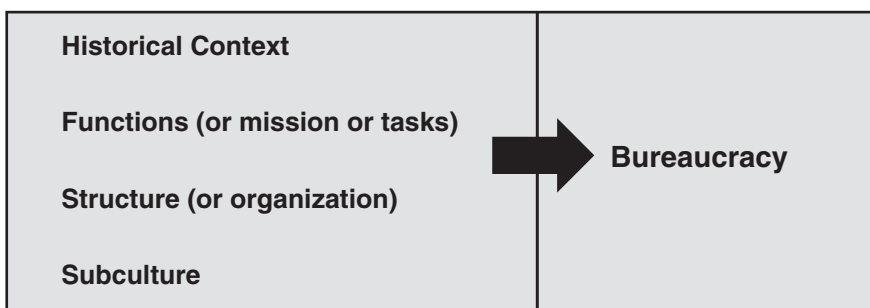 Historical Context
Functions (or mission or tasks)
Bureaucracy
Structure (or organization)
Subculture